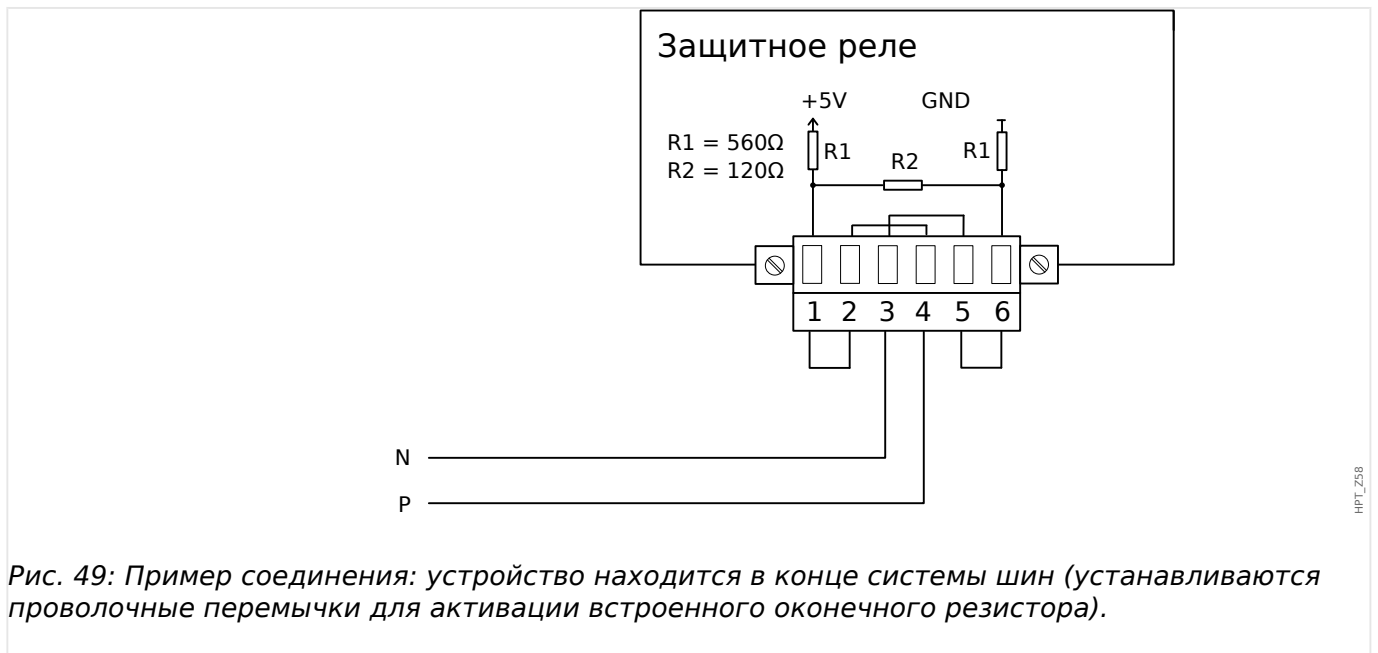 Защитное реле
+5V GND
R1 = 560Ω
R2 = 120Ω
R1 R2 R1
1 2 3 4 5 6
N
P
HPT_Z58
Рис. 49: Пример соединения: устройство находится в конце системы шин (устанавливаются
проволочные перемычки для активации встроенного оконечного резистора).